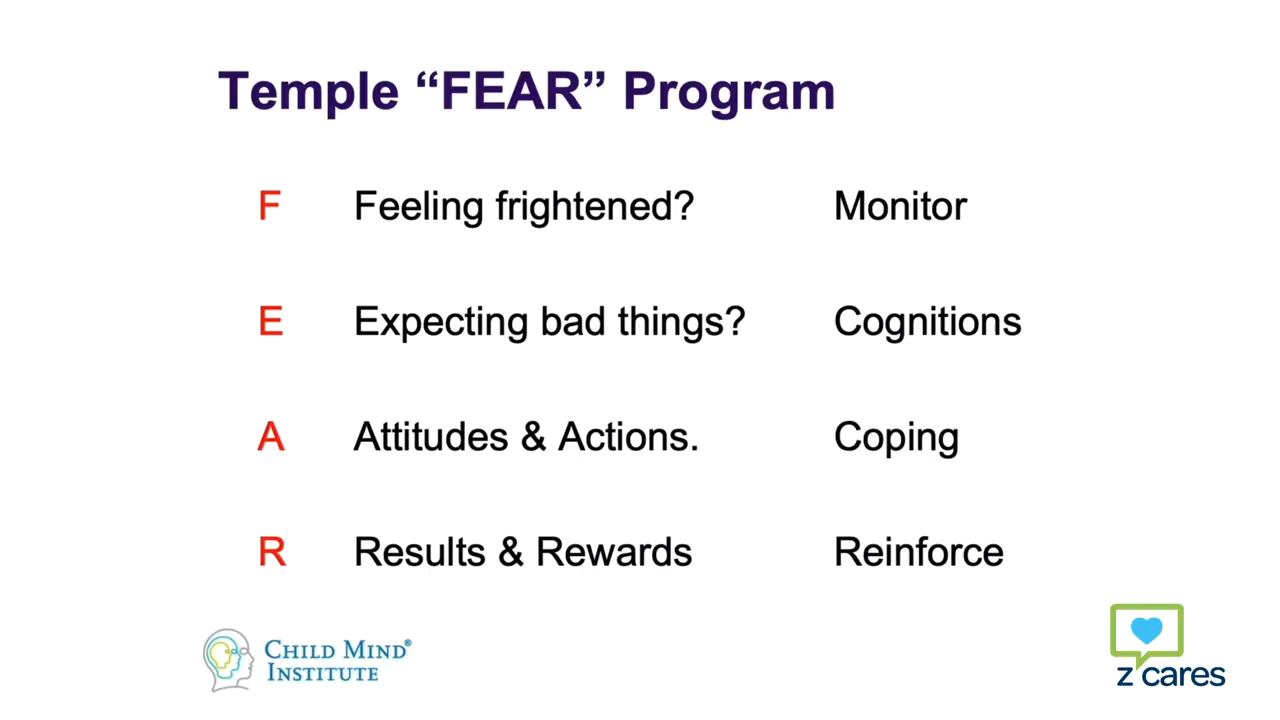 Temple “FEAR” Program
F Feeling frightened? Monitor
E Expecting bad things? Cognitions
A Attitudes & Actions. Coping
R Results & Rewards Reinforce
CHILD MIND®
INSTITUTE
z cares